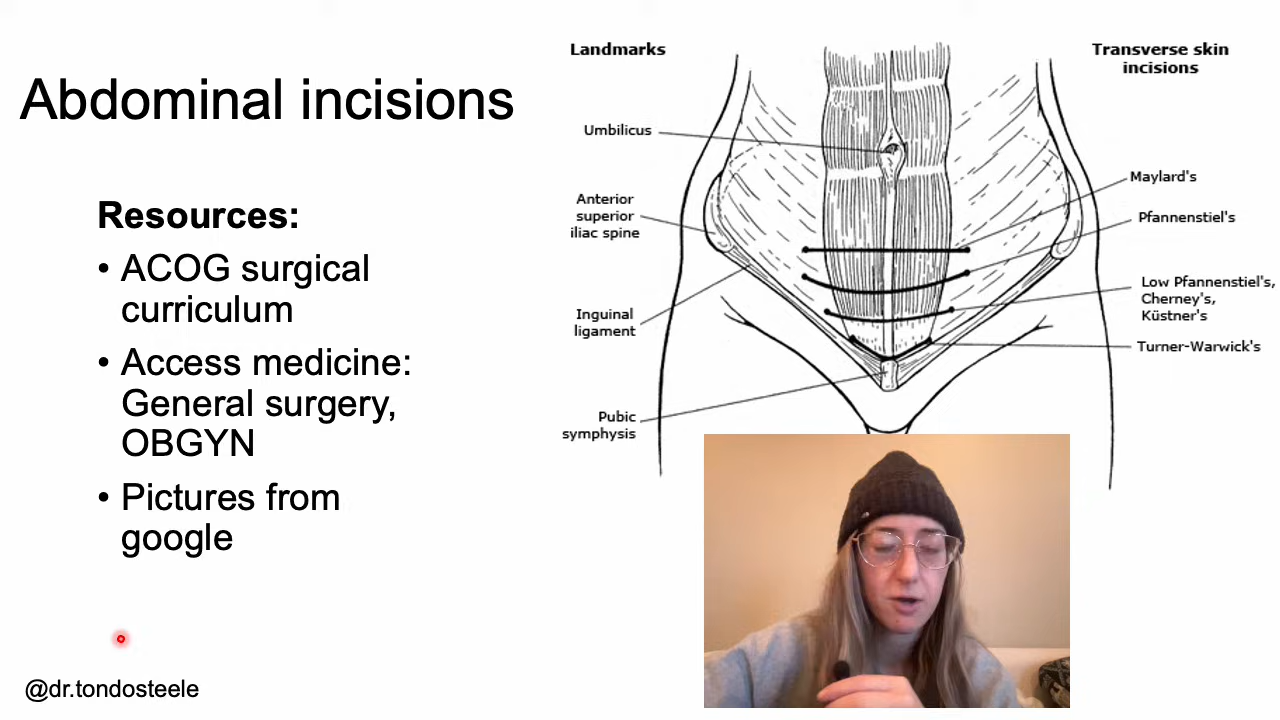 Abdominal incisions
Resources:
• ACOG surgical
curriculum
• Access medicine:
General surgery,
OBGYN
• Pictures from
google
@dr.tondosteele
Landmarks
Umbilicus
Anterior
superior
iliac spine
Inguinal
ligament
Pubic
symphysis
Transverse skin
incisions
Maylard's
Pfannenstiel's
Low Pfannenstiel's,
Cherney's,
Küstner's
Turner-Warwick's